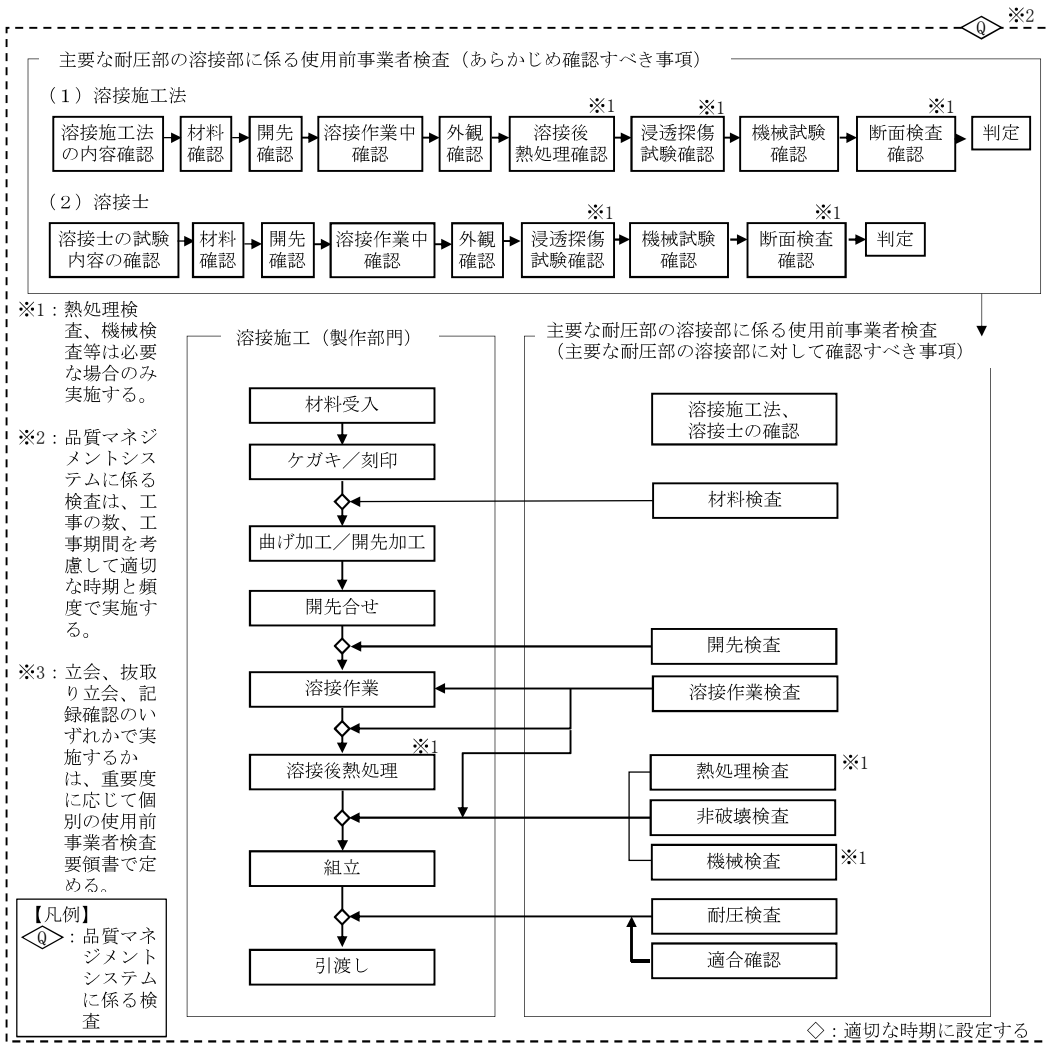 Q ※2
主要な耐圧部の溶接部に係る使用前事業者検査（あらかじめ確認すべき事項）
（１）溶接施工法
※1 ※1 ※1
溶接施工法
の内容確認
材料
確認
開先
確認
溶接作業中
確認
外観
確認
溶接後
熱処理確認
浸透探傷
試験確認
機械試験
確認
断面検査
確認
判定
（２）溶接士
※1 ※1
溶接士の試験
内容の確認
材料
確認
開先
確認
溶接作業中
確認
外観
確認
浸透探傷
試験確認
機械試験
確認
断面検査
確認
判定
※1：熱処理検
査、機械検
査等は必要
な場合のみ
実施する。
※2：品質マネジ
メントシス
テムに係る
検査は、工
事の数、工
事期間を考
慮して適切
な時期と頻
度で実施す
る。
※3：立会、抜取
り立会、記
録確認のい
ずれかで実
施するか
は、重要度
に応じて個
別の使用前
事業者検査
要領書で定
める。
【凡例】
Q：品質マネ
ジメント
システム
に係る検
査
溶接施工（製作部門）
材料受入
ケガキ／刻印
曲げ加工／開先加工
開先合せ
溶接作業
※1
溶接後熱処理
組立
引渡し
主要な耐圧部の溶接部に係る使用前事業者検査
（主要な耐圧部の溶接部に対して確認すべき事項）
溶接施工法、
溶接士の確認
材料検査
開先検査
溶接作業検査
熱処理検査 ※1
非破壊検査
機械検査 ※1
耐圧検査
適合確認
◇：適切な時期に設定する